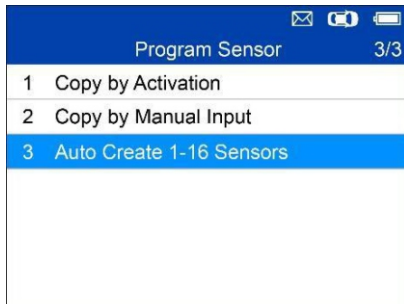 Program Sensor 3/3
1 Copy by Activation
2 Copy by Manual Input
3 Auto Create 1-16 Sensors